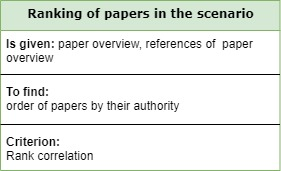 Ranking of papers in the scenario
Is given: paper overview, references of paper
overview
To find:
order of papers by their authority
Criterion:
Rank correlation